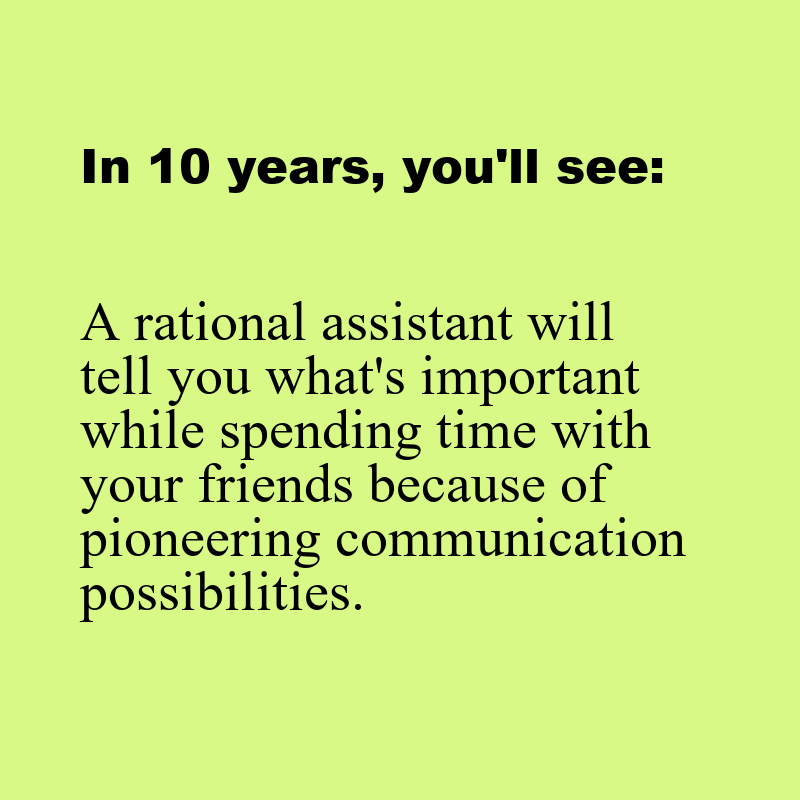 In 10 years, you'll see:
A rational assistant will
tell you what's important
while spending time with
your friends because of
pioneering communication
possibilities.